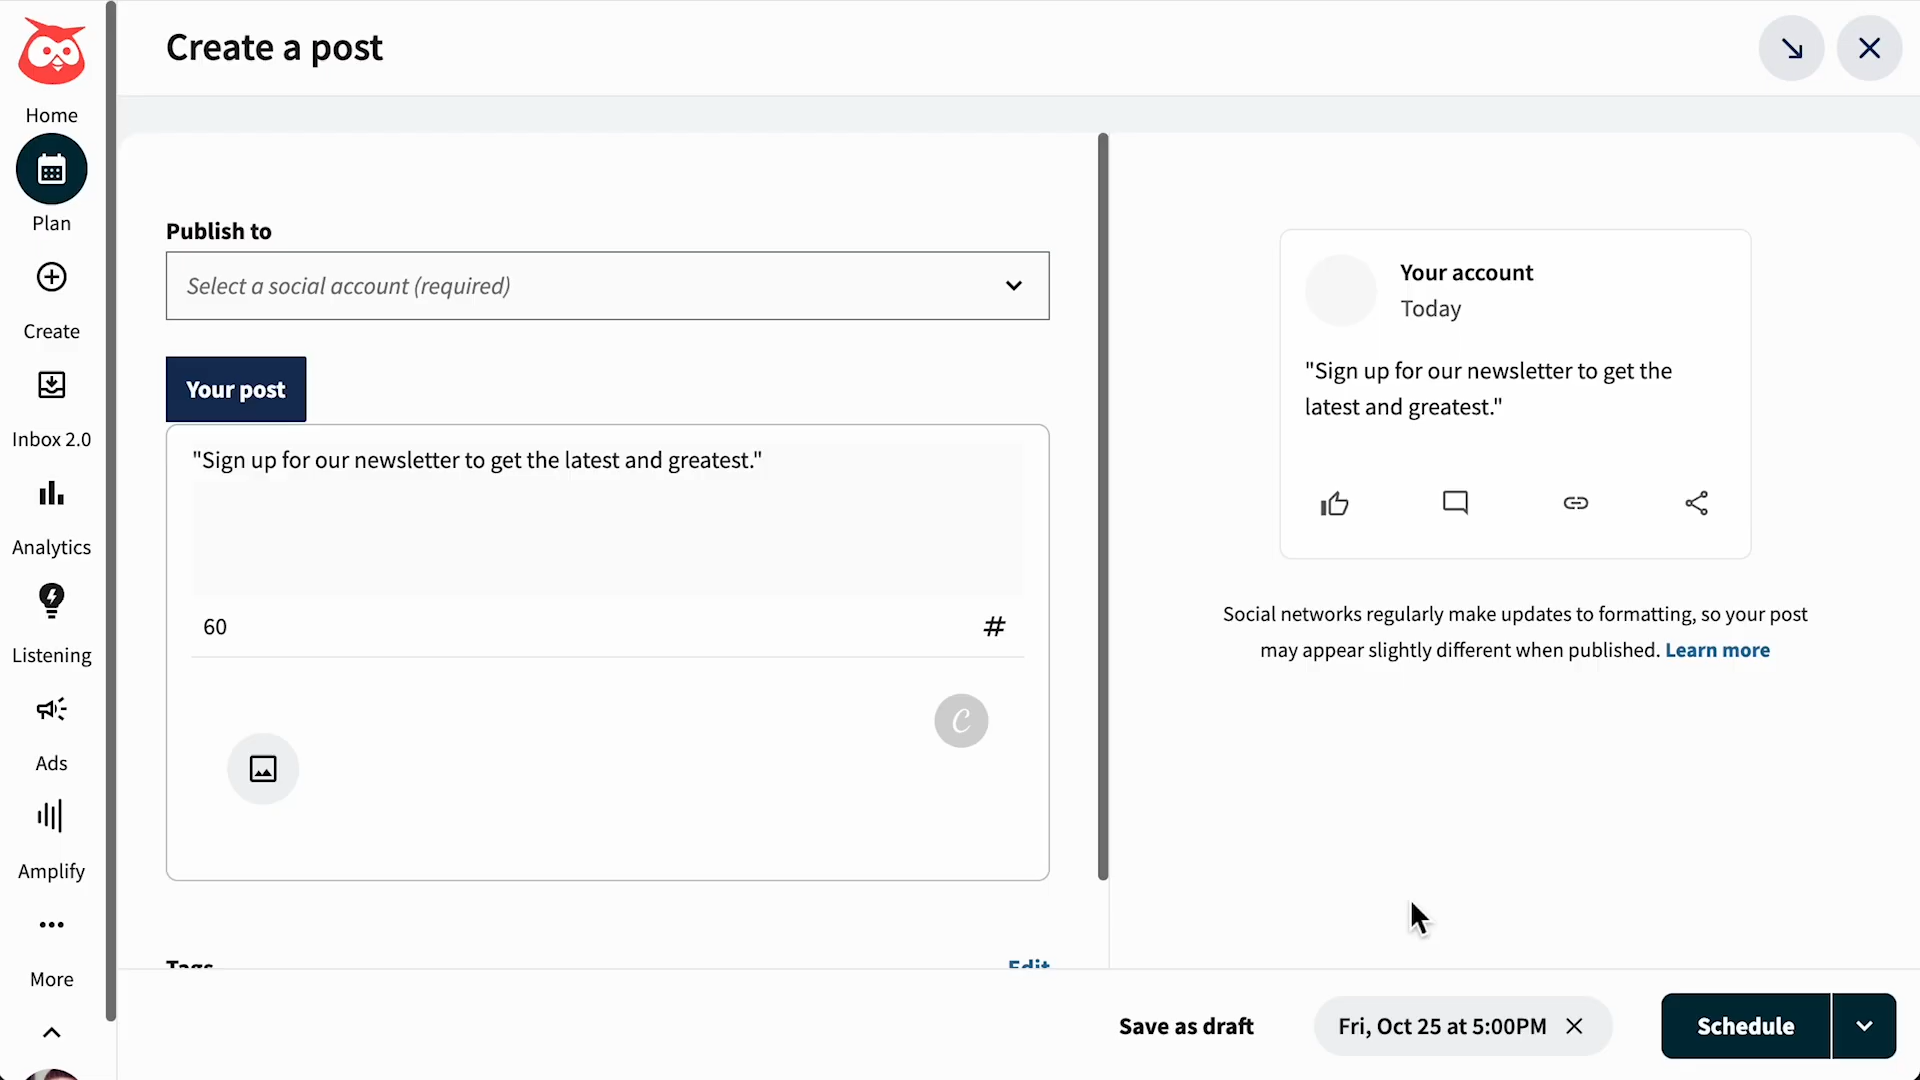 Create a post
Home
Plan
Create
Inbox 2.0
Analytics
Listening
Ads
Amplify
More
Publish to
Select a social account (required)
Your post
"Sign up for our newsletter to get the latest and greatest."
60
#
C
Tags
Edit
Your account
Today
"Sign up for our newsletter to get the
latest and greatest."
Social networks regularly make updates to formatting, so your post
may appear slightly different when published. Learn more
Save as draft
Fri, Oct 25 at 5:00PM
Schedule